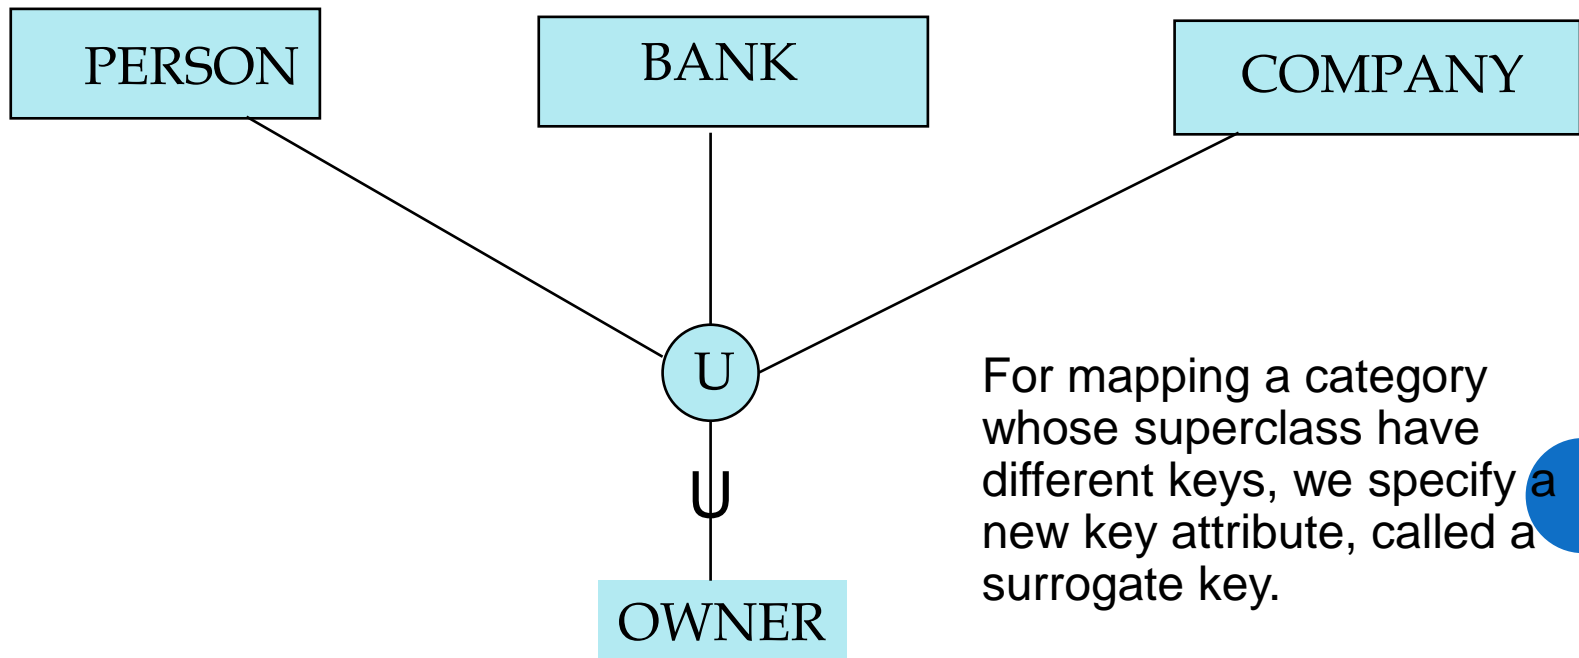 PERSON
BANK
COMPANY
U
For mapping a category
whose superclass have
different keys, we specify a
new key attribute, called a
surrogate key.
U
OWNER